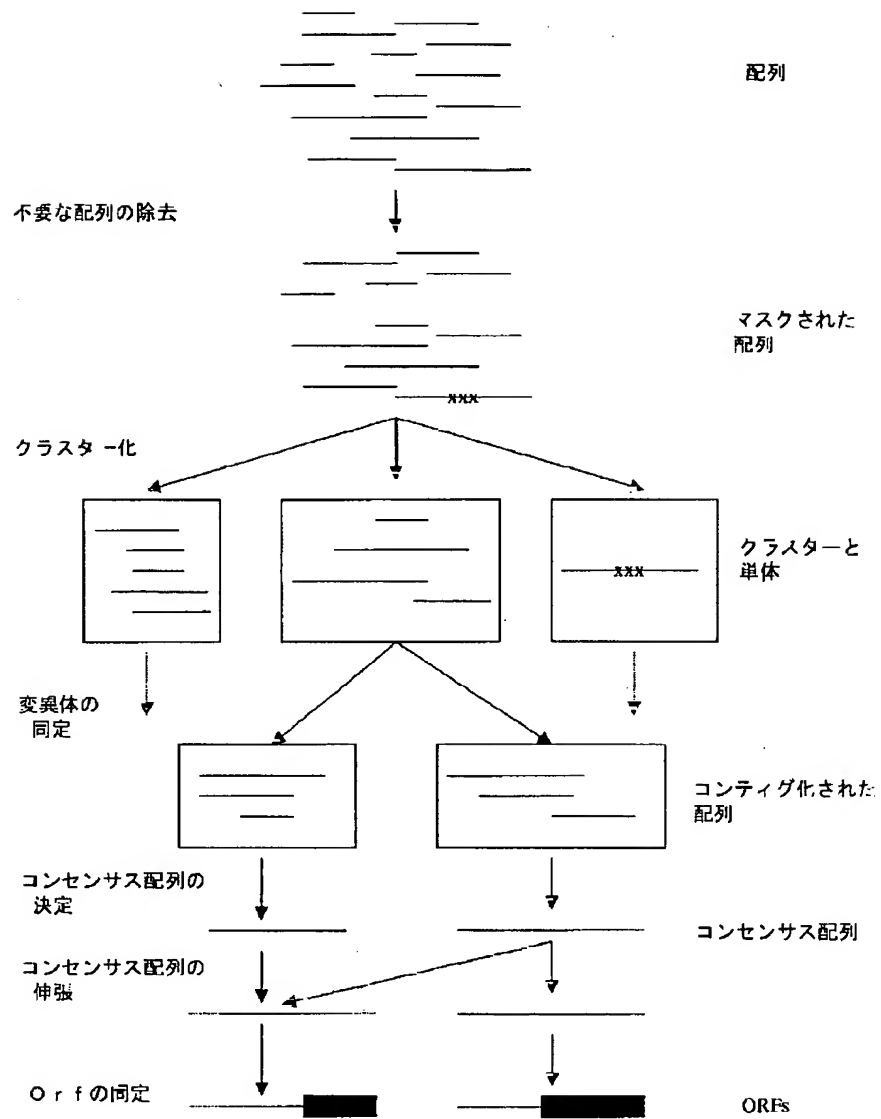 配列
不要な配列の除去
マスクされた
配列
xxx
クラスター化
クラスターと
単体
xxx
変異体の
同定
コンティグ化された
配列
コンセンサス配列の
決定
コンセンサス配列
コンセンサス配列の
伸張
Orfの同定
ORFs